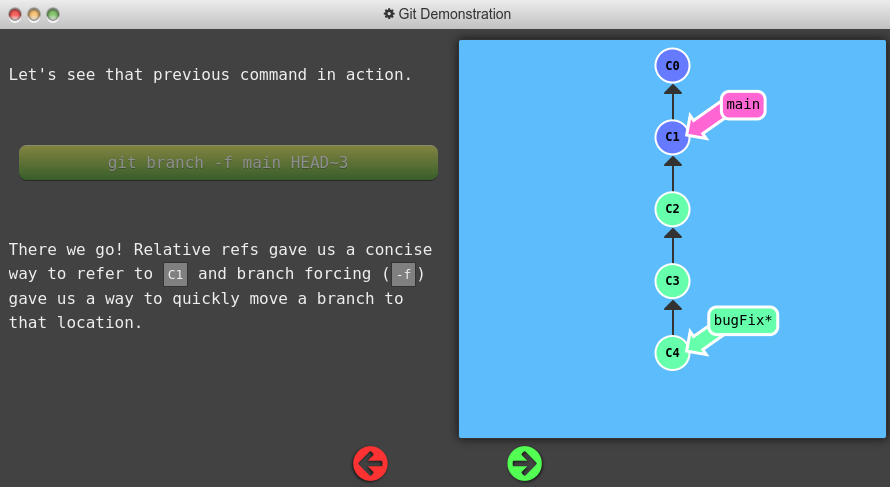 Git Demonstration
Let's see that previous command in action.
git branch -f main HEAD~3
There we go! Relative refs gave us a concise
way to refer to C1 and branch forcing (-f)
gave us a way to quickly move a branch to
that location.
C0
main
C1
C2
C3
bugFix*
C4